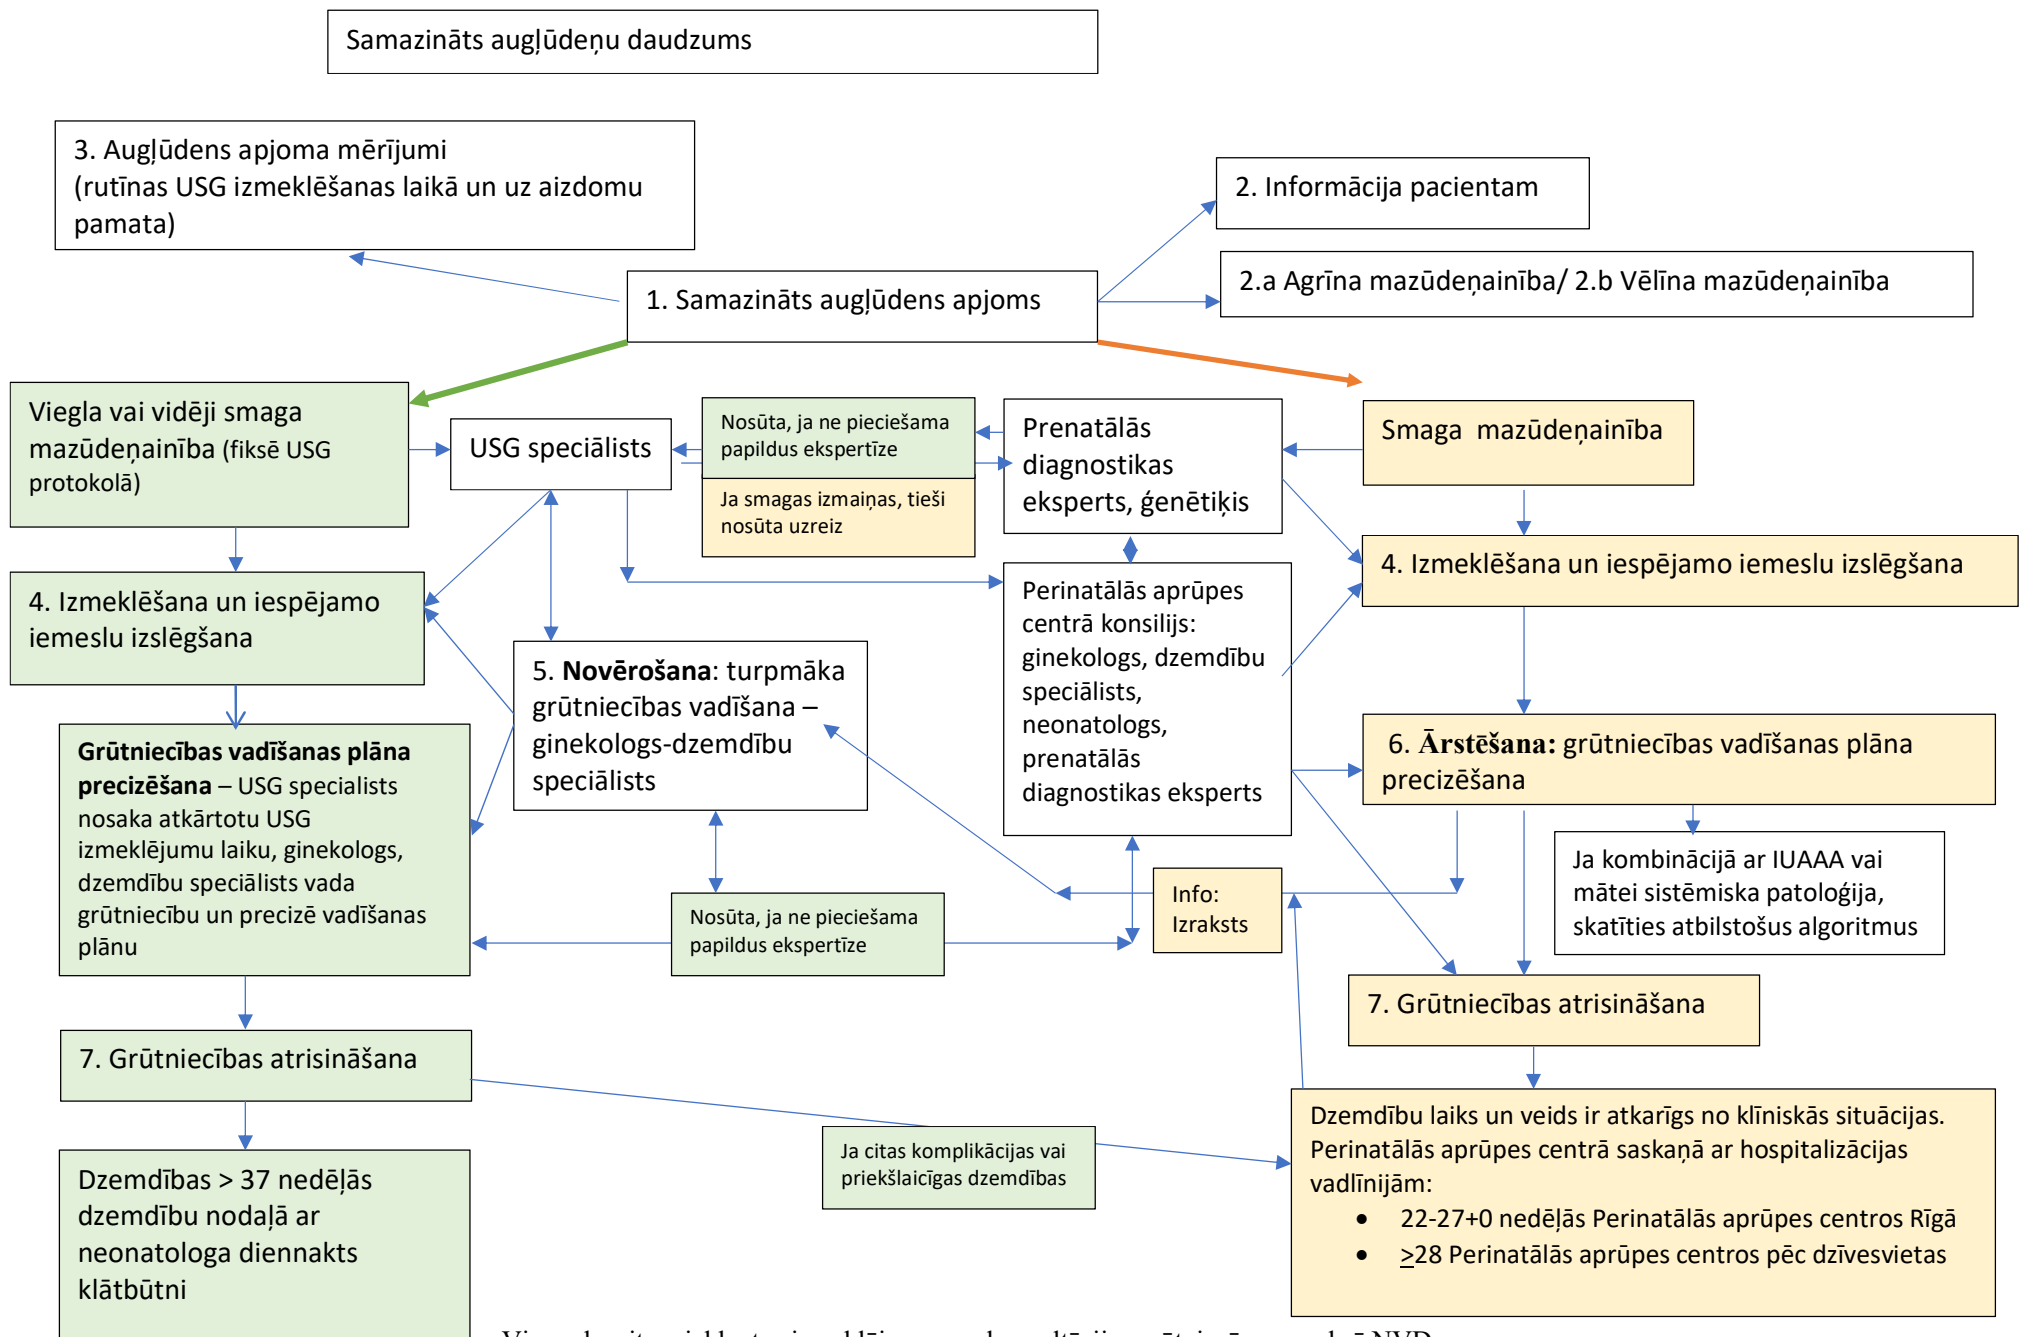 Samazināts augļūdeņu daudzums
3. Augļūdens apjoma mērījumi
(rutīnas USG izmeklēšanas laikā un uz aizdomu
pamata)
2. Informācija pacientam
2.a Agrīna mazūdeņainība/ 2.b Vēlīna mazūdeņainība
1. Samazināts augļūdens apjoms
Viegla vai vidēji smaga
mazūdeņainība (fiksē USG
protokolā)
USG speciālists
Nosūta, ja ne pieciešama
papildus ekspertīze
Ja smagas izmaiņas, tieši
nosūta uzreiz
Prenatālās
diagnostikas
eksperts, ģenētiķis
Smaga mazūdeņainība
4. Izmeklēšana un iespējamo
iemeslu izslēgšana
4. Izmeklēšana un iespējamo iemeslu izslēgšana
5. Novērošana: turpmāka
grūtniecības vadīšana –
ginekologs-dzemdību
speciālists
Perinatālās aprūpes
centrā konsilijs:
ginekologs, dzemdību
speciālists,
neonatologs,
prenatālās
diagnostikas eksperts
Grūtniecības vadīšanas plāna
precizēšana – USG specialists
nosaka atkārtotu USG
izmeklējumu laiku, ginekologs,
dzemdību speciālists vada
grūtniecību un precizē vadīšanas
plānu
6. Ārstēšana: grūtniecības vadīšanas plāna
precizēšana
Ja kombinācijā ar IUAAA vai
mātei sistēmiska patoloģija,
skatīties atbilstošus algoritmus
Nosūta, ja ne pieciešama
papildus ekspertīze
Info:
Izraksts
7. Grūtniecības atrisināšana
7. Grūtniecības atrisināšana
Ja citas komplikācijas vai
priekšlaicīgas dzemdības
Dzemdību laiks un veids ir atkarīgs no klīniskās situācijas.
Perinatālās aprūpes centrā saskaņā ar hospitalizācijas
vadlīnijām:
• 22-27+0 nedēļās Perinatālās aprūpes centros Rīgā
• >28 Perinatālās aprūpes centros pēc dzīvesvietas
Dzemdības > 37 nedēļās
dzemdību nodaļā ar
neonatologa diennakts
klātbūtni